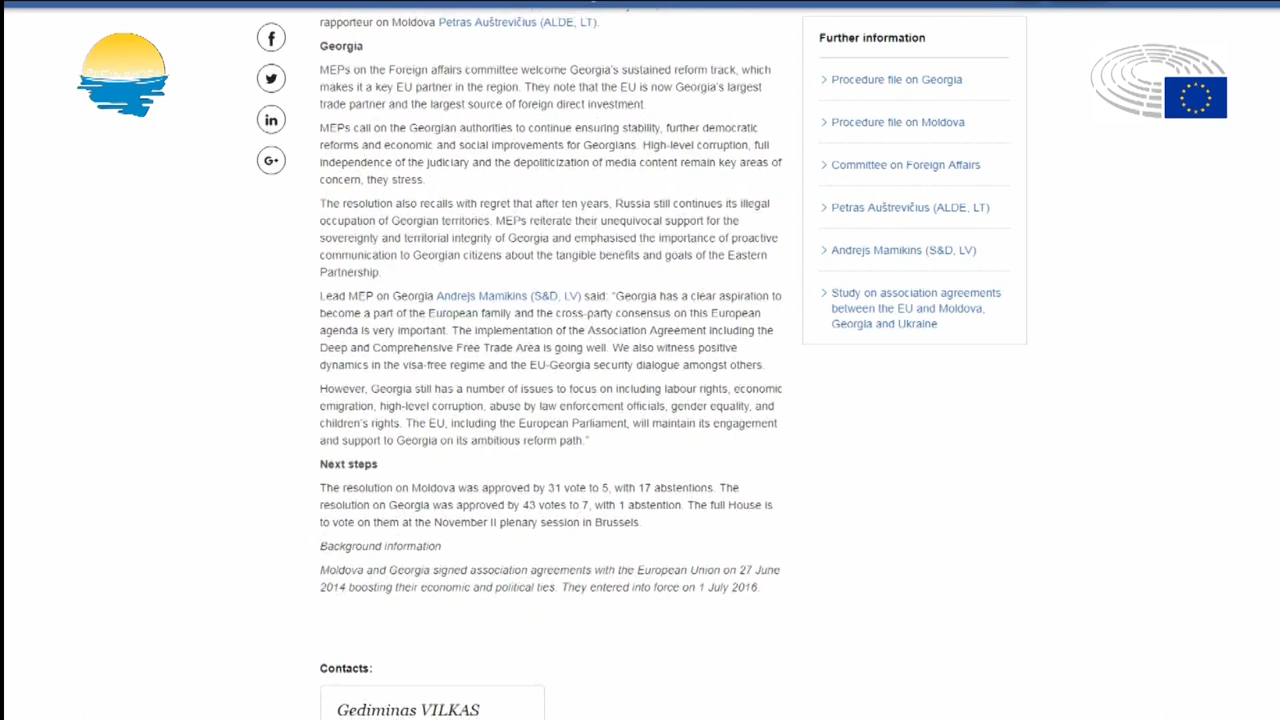 rapporteur on Moldova Petras Auštrevičius (ALDE, LT).
Georgia
MEPs on the Foreign affairs committee welcome Georgia's sustained reform track, which
makes it a key EU partner in the region. They note that the EU is now Georgia's largest
trade partner and the largest source of foreign direct investment.
MEPs call on the Georgian authorities to continue ensuring stability, further democratic
reforms and economic and social improvements for Georgians. High-level corruption, full
independence of the judiciary and the depoliticization of media content remain key areas of
concern, they stress.
The resolution also recalls with regret that after ten years, Russia still continues its illegal
occupation of Georgian territories. MEPs reiterate their unequivocal support for the
sovereignty and territorial integrity of Georgia and emphasised the importance of proactive
communication to Georgian citizens about the tangible benefits and goals of the Eastern
Partnership.
Lead MEP on Georgia Andrejs Mamikins (S&D, LV) said: "Georgia has a clear aspiration to
become a part of the European family and the cross-party consensus on this European
agenda is very important. The implementation of the Association Agreement including the
Deep and Comprehensive Free Trade Area is going well. We also witness positive
dynamics in the visa-free regime and the EU-Georgia security dialogue amongst others.
However, Georgia still has a number of issues to focus on including labour rights, economic
emigration, high-level corruption, abuse by law enforcement officials, gender equality, and
children's rights. The EU, including the European Parliament, will maintain its engagement
and support to Georgia on its ambitious reform path."
Next steps
The resolution on Moldova was approved by 31 vote to 5, with 17 abstentions. The
resolution on Georgia was approved by 43 votes to 7, with 1 abstention. The full House is
to vote on them at the November II plenary session in Brussels.
Background information
Moldova and Georgia signed association agreements with the European Union on 27 June
2014 boosting their economic and political ties. They entered into force on 1 July 2016.
Contacts:
Gediminas VILKAS
Further information
Procedure file on Georgia
Procedure file on Moldova
Committee on Foreign Affairs
Petras Auštrevičius (ALDE, LT)
Andrejs Mamikins (S&D, LV)
Study on association agreements
between the EU and Moldova,
Georgia and Ukraine
f
in
G+